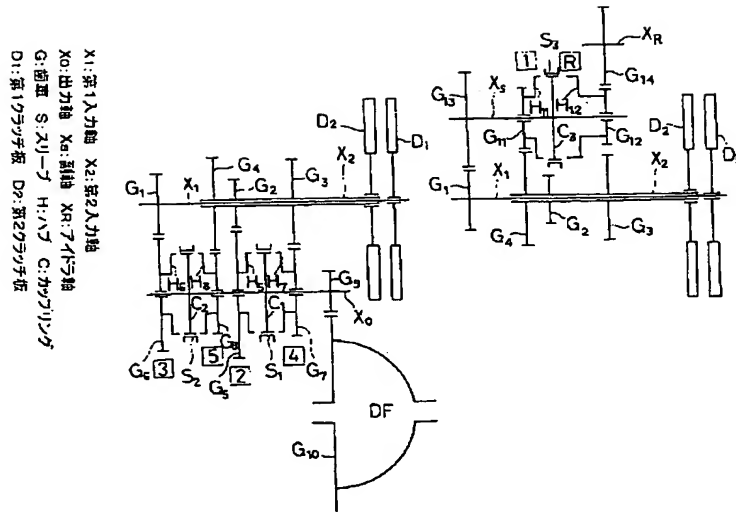 X₁:第1入力軸 X₂:第2入力軸
X₀:出力軸 Xs:副軸 XR:アイドラ軸
G:歯車 S:スリーブ H:ハブ C:カップリング
D₁:第1クラッチ板 D₂:第2クラッチ板
G₁
X₁
G₄
G₂
G₃
X₂
D₂
D₁
H₆
H₈
H₅
H₇
G₉
X₀
C₂
C₁
G₆
3
S₂
5
G₈
G₅
2
S₁
4
G₇
DF
G₁₀
S₃
1
R
XR
G₁₃
Xs
H₁₁
H₁₂
G₁₄
G₁₁
C₃
G₁₂
D₂
D₁
G₁
X₁
X₂
G₄
G₂
G₃